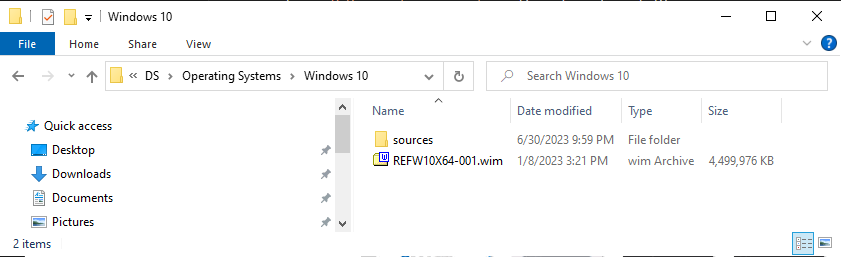 Windows 10
File Home Share View
« DS > Operating Systems > Windows 10 Search Windows 10
Name Date modified Type Size
Quick access
Desktop
Downloads
Documents
Pictures
sources 6/30/2023 9:59 PM File folder
REFW10X64-001.wim 1/8/2023 3:21 PM wim Archive 4,499,976 KB
2 items